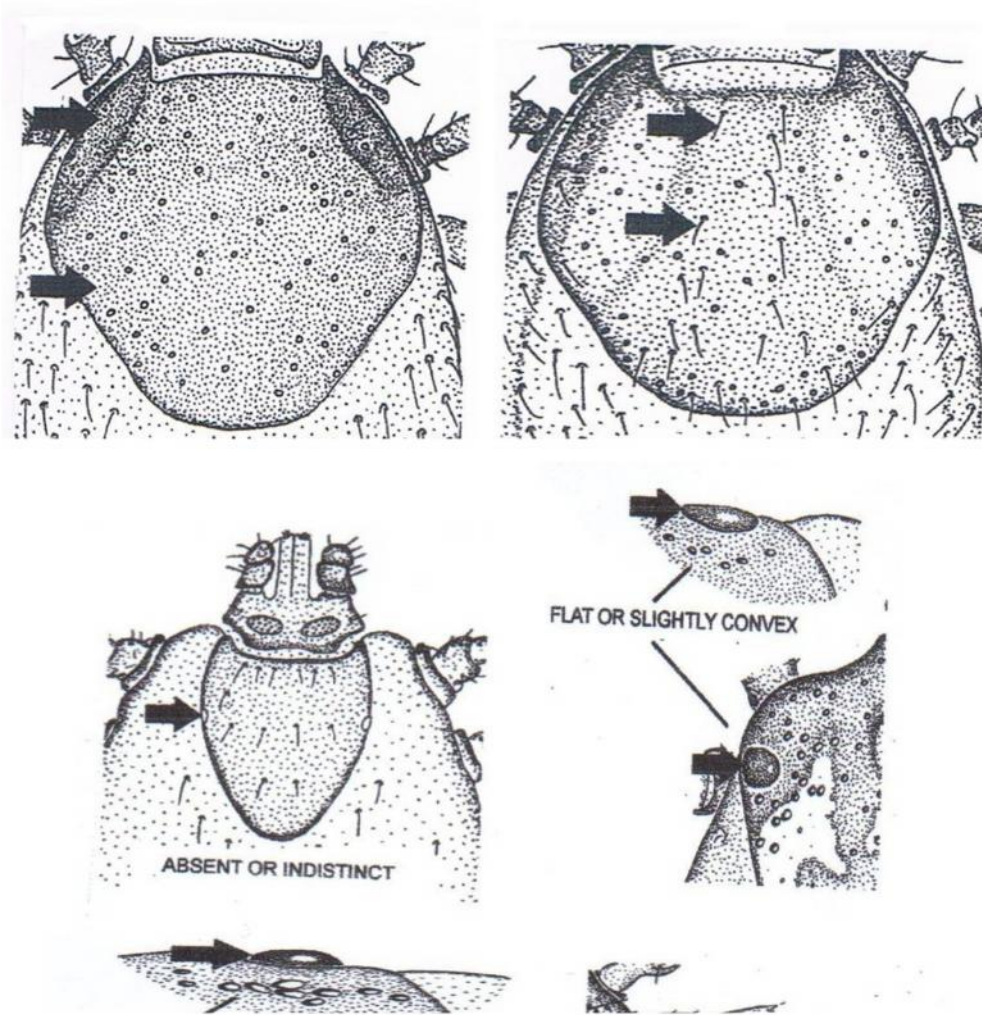 FLAT OR SLIGHTLY CONVEX
ABSENT OR INDISTINCT